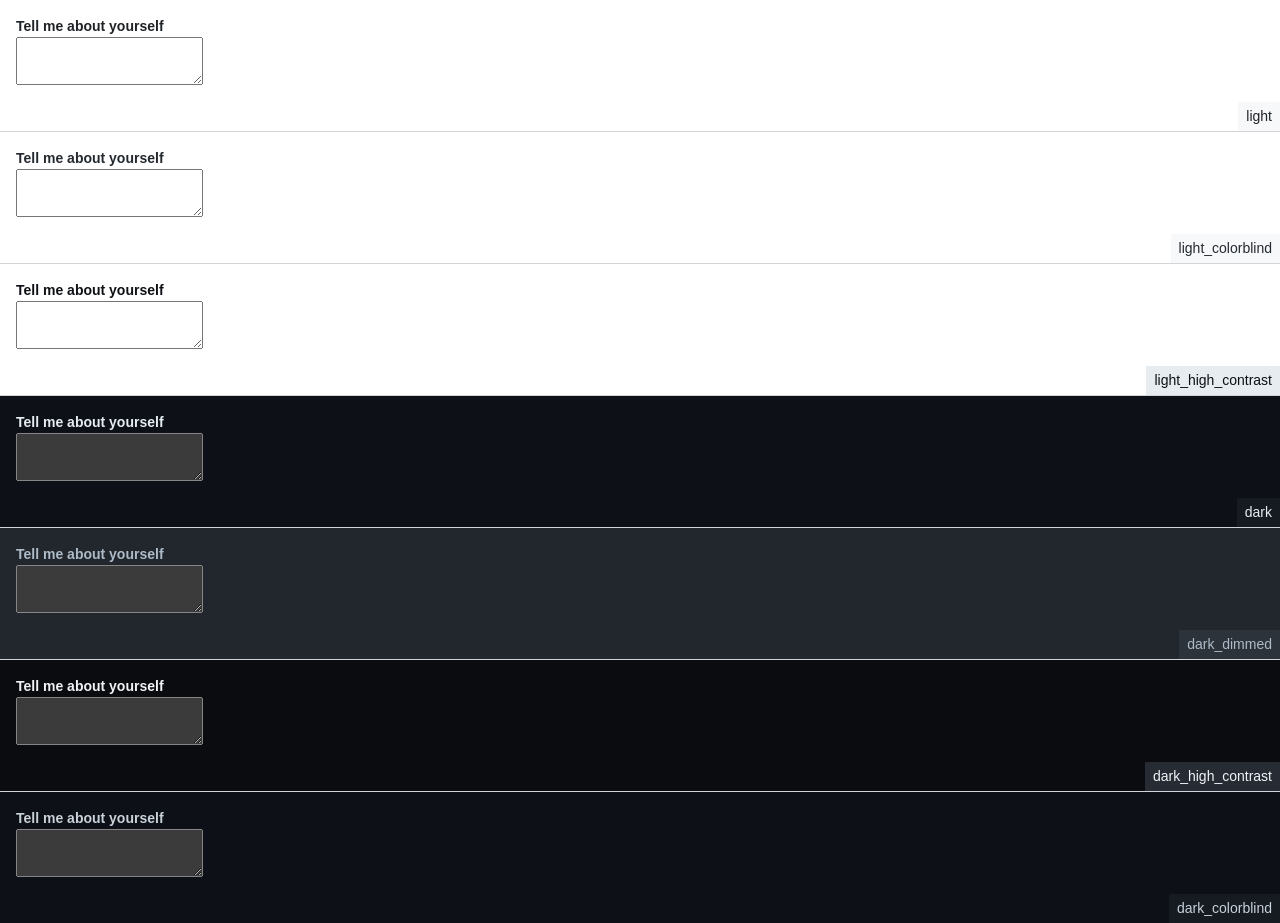 Tell me about yourself
light
Tell me about yourself
light_colorblind
Tell me about yourself
light_high_contrast
Tell me about yourself
dark
Tell me about yourself
dark_dimmed
Tell me about yourself
dark_high_contrast
Tell me about yourself
dark_colorblind